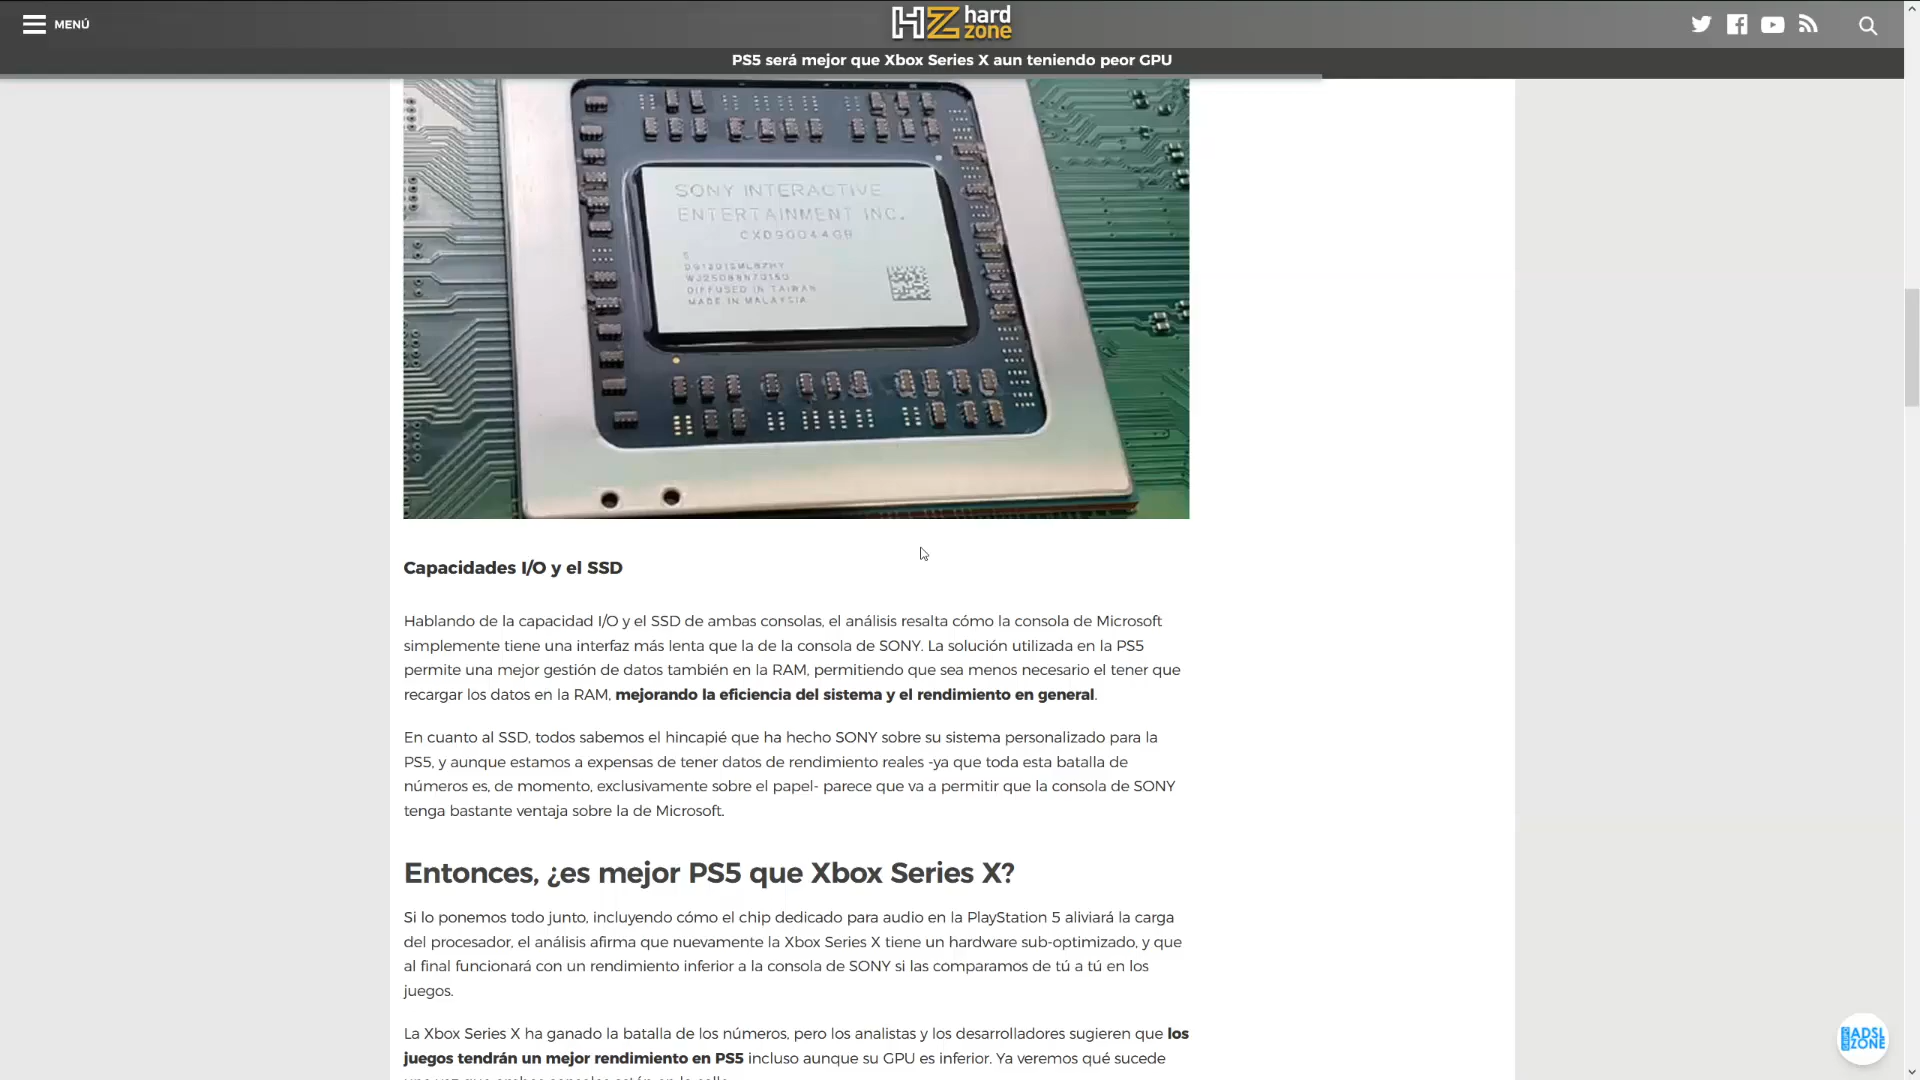 MENÚ
HZ hard zone
PS5 será mejor que Xbox Series X aun teniendo peor GPU
SONY INTERACTIVE
ENTERTAINMENT INC.
CXD90044GB
DIFFUSED IN TAIWAN
MADE IN MALAYSIA
Capacidades I/O y el SSD
Hablando de la capacidad I/O y el SSD de ambas consolas, el análisis resalta cómo la consola de Microsoft
simplemente tiene una interfaz más lenta que la de la consola de SONY. La solución utilizada en la PS5
permite una mejor gestión de datos también en la RAM, permitiendo que sea menos necesario el tener que
recargar los datos en la RAM, mejorando la eficiencia del sistema y el rendimiento en general.
En cuanto al SSD, todos sabemos el hincapié que ha hecho SONY sobre su sistema personalizado para la
PS5, y aunque estamos a expensas de tener datos de rendimiento reales -ya que toda esta batalla de
números es, de momento, exclusivamente sobre el papel- parece que va a permitir que la consola de SONY
tenga bastante ventaja sobre la de Microsoft.
Entonces, ¿es mejor PS5 que Xbox Series X?
Si lo ponemos todo junto, incluyendo cómo el chip dedicado para audio en la PlayStation 5 aliviará la carga
del procesador, el análisis afirma que nuevamente la Xbox Series X tiene un hardware sub-optimizado, y que
al final funcionará con un rendimiento inferior a la consola de SONY si las comparamos de tú a tú en los
juegos.
La Xbox Series X ha ganado la batalla de los números, pero los analistas y los desarrolladores sugieren que los
juegos tendrán un mejor rendimiento en PS5 incluso aunque su GPU es inferior. Ya veremos qué sucede
ADSL
ZONE